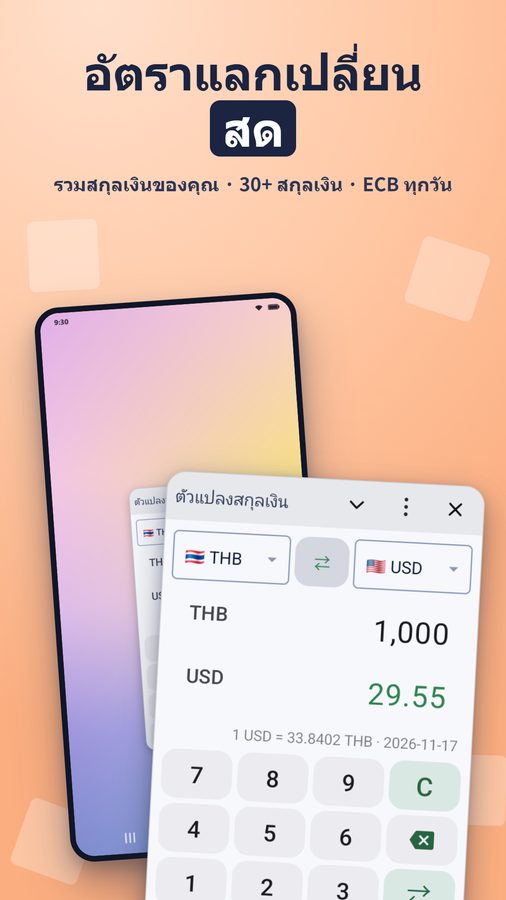 อัตราแลกเปลี่ยน
สด
รวมสกุลเงินของคุณ · 30+ สกุลเงิน · ECB ทุกวัน
9:30
ตัวแปลงสกุลเงิน
🇹🇭 THB
🇺🇸 USD
THB
1,000
USD
29.55
1 USD = 33.8402 THB · 2026-11-17
7 8 9 C
4 5 6
1 2 3